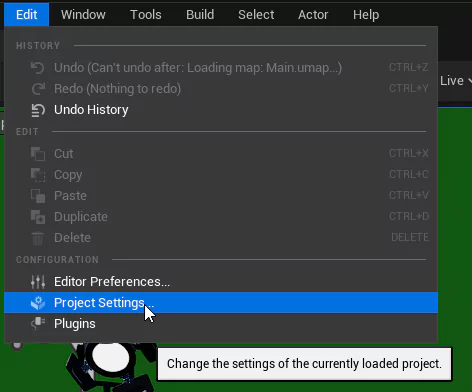 Edit Window Tools Build Select Actor Help
HISTORY
Undo (Can't undo after: Loading map: Main.umap...) CTRL+Z
Redo (Nothing to redo) CTRL+Y
Undo History
Live
EDIT
Cut CTRL+X
Copy CTRL+C
Paste CTRL+V
Duplicate CTRL+D
Delete DELETE
CONFIGURATION
Editor Preferences...
Project Settings...
Plugins
Change the settings of the currently loaded project.